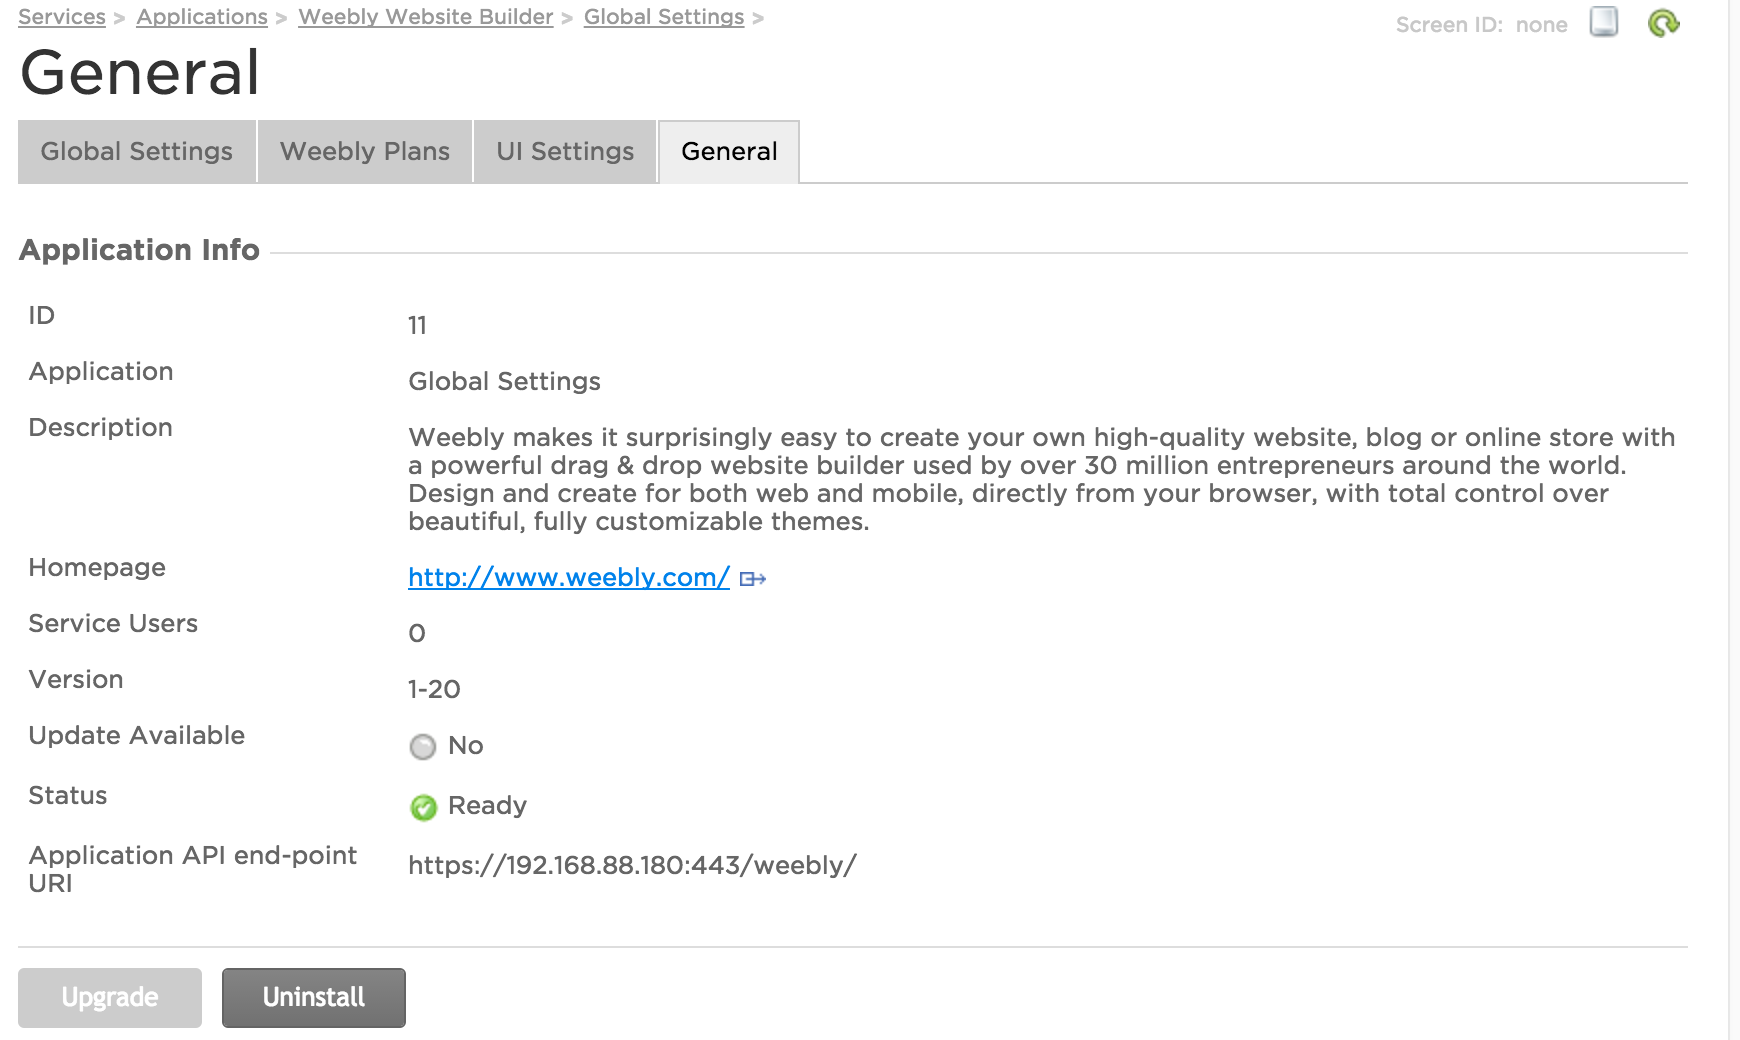 Services > Applications > Weebly Website Builder > Global Settings >
Screen ID: none
General
Global Settings
Weebly Plans
UI Settings
General
Application Info
ID
11
Application
Global Settings
Description
Weebly makes it surprisingly easy to create your own high-quality website, blog or online store with
a powerful drag & drop website builder used by over 30 million entrepreneurs around the world.
Design and create for both web and mobile, directly from your browser, with total control over
beautiful, fully customizable themes.
Homepage
http://www.weebly.com/
Service Users
0
Version
1-20
Update Available
No
Status
Ready
Application API end-point
URI
https://192.168.88.180:443/weebly/
Upgrade
Uninstall